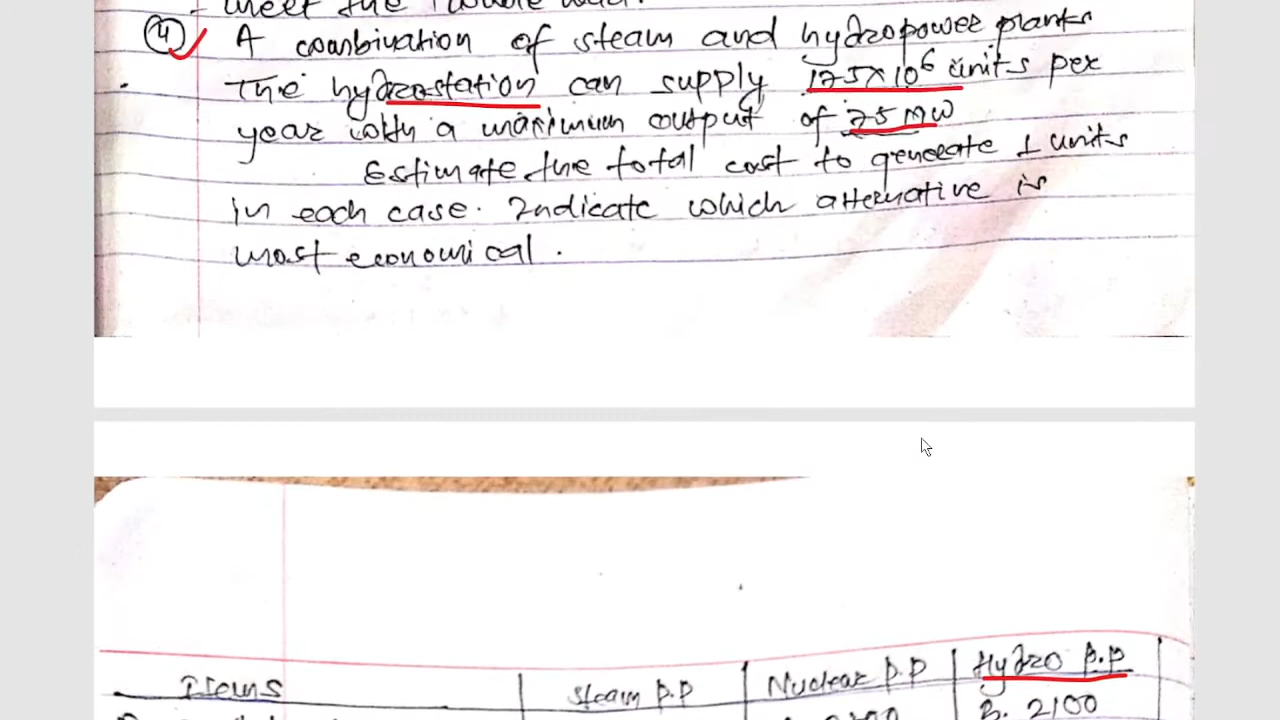 ④ A combination of steam and hydropower plants
The hydrostation can supply 175×10⁶ units per
year with a maximum output of 75 MW
Estimate the total cost to generate 1 units
in each case. Indicate which alternative is
most economical.
Items steam p.p Nuclear p.p Hydro p.p
2100